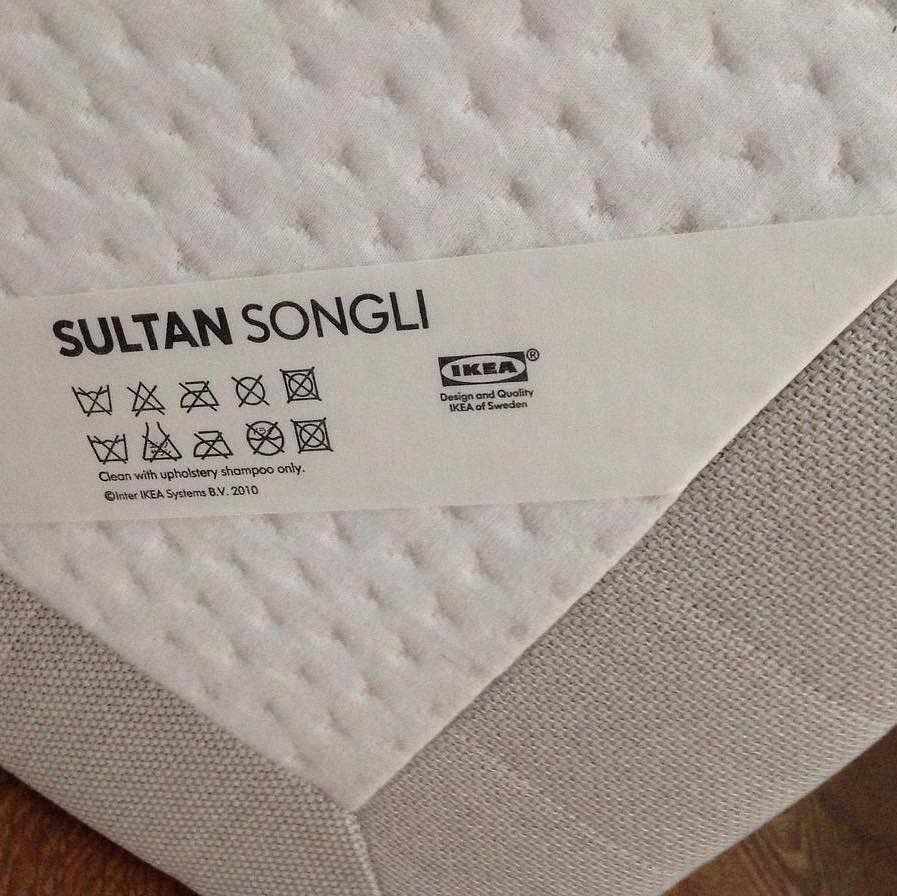 SULTAN SONGLI
IKEA®
Design and Quality
IKEA of Sweden
Clean with upholstery shampoo only.
©Inter IKEA Systems B.V. 2010